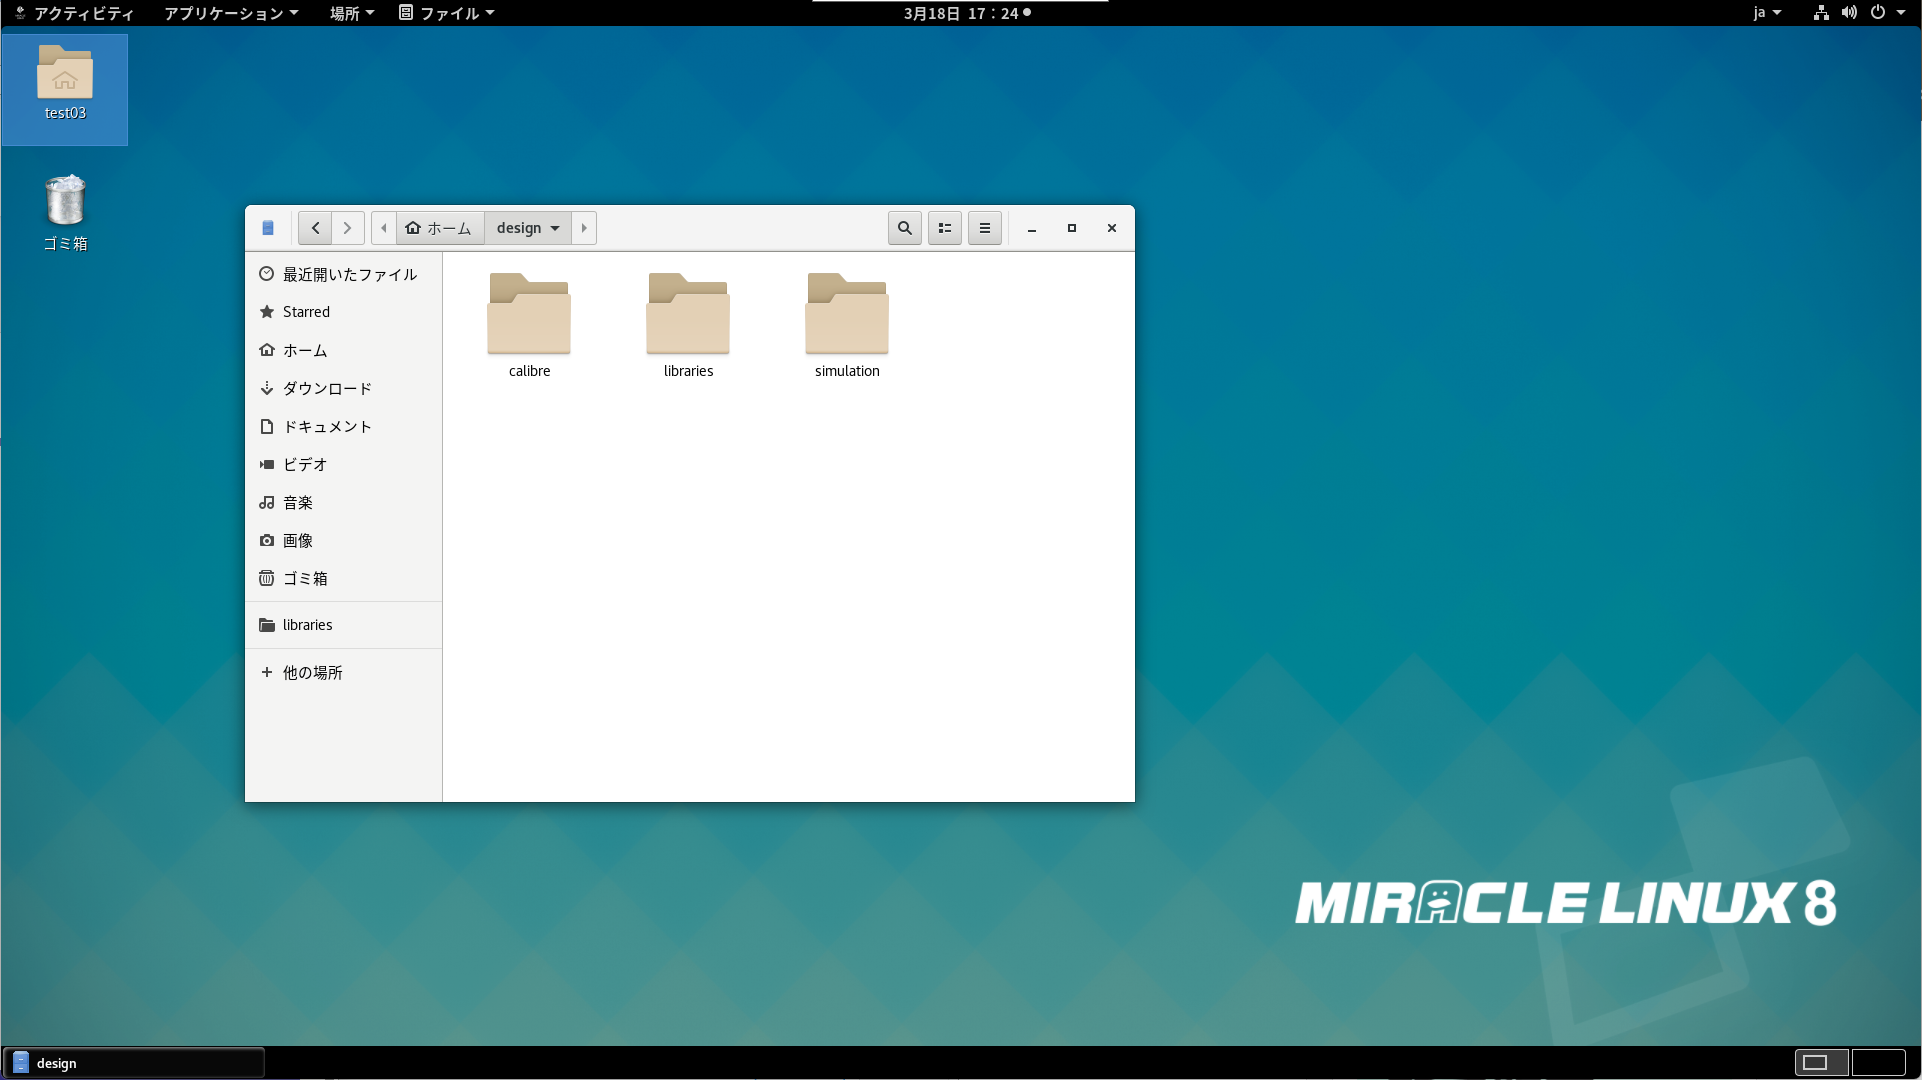 アクティビティ アプリケーション 場所 ファイル 3月18日 17：24 ja
test03
ゴミ箱
ホーム design
最近開いたファイル
Starred
ホーム
ダウンロード
ドキュメント
ビデオ
音楽
画像
ゴミ箱
libraries
他の場所
calibre libraries simulation
MIRACLE LINUX 8
design